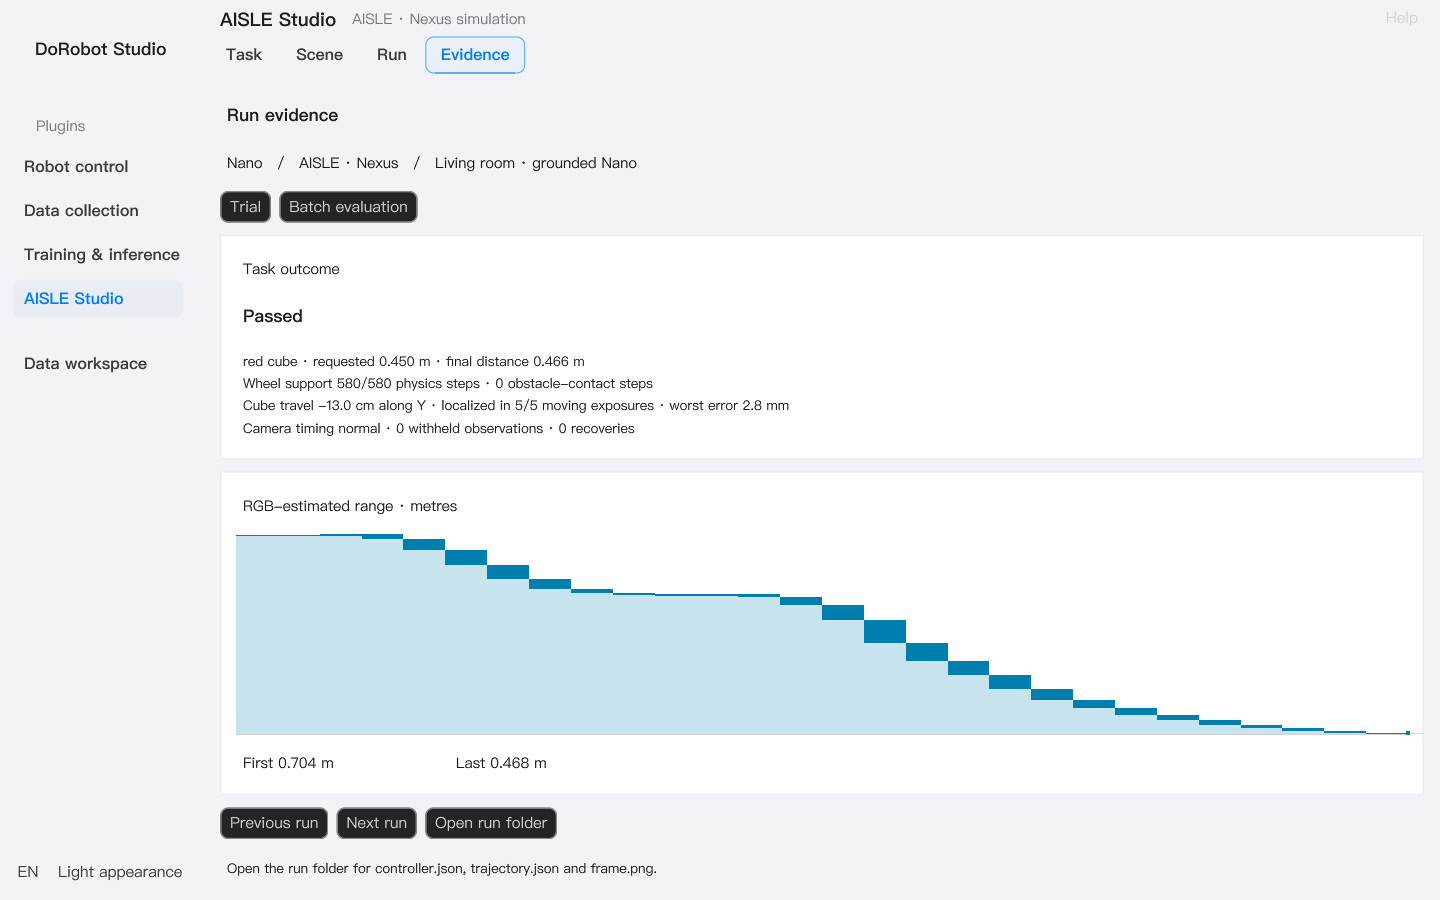 AISLE Studio AISLE · Nexus simulation
Help
DoRobot Studio
Task Scene Run Evidence
Plugins
Robot control
Data collection
Training & inference
AISLE Studio
Data workspace
EN Light appearance
Run evidence
Nano / AISLE · Nexus / Living room · grounded Nano
Trial Batch evaluation
Task outcome
Passed
red cube · requested 0.450 m · final distance 0.466 m
Wheel support 580/580 physics steps · 0 obstacle-contact steps
Cube travel -13.0 cm along Y · localized in 5/5 moving exposures · worst error 2.8 mm
Camera timing normal · 0 withheld observations · 0 recoveries
RGB-estimated range · metres
First 0.704 m Last 0.468 m
Previous run Next run Open run folder
Open the run folder for controller.json, trajectory.json and frame.png.